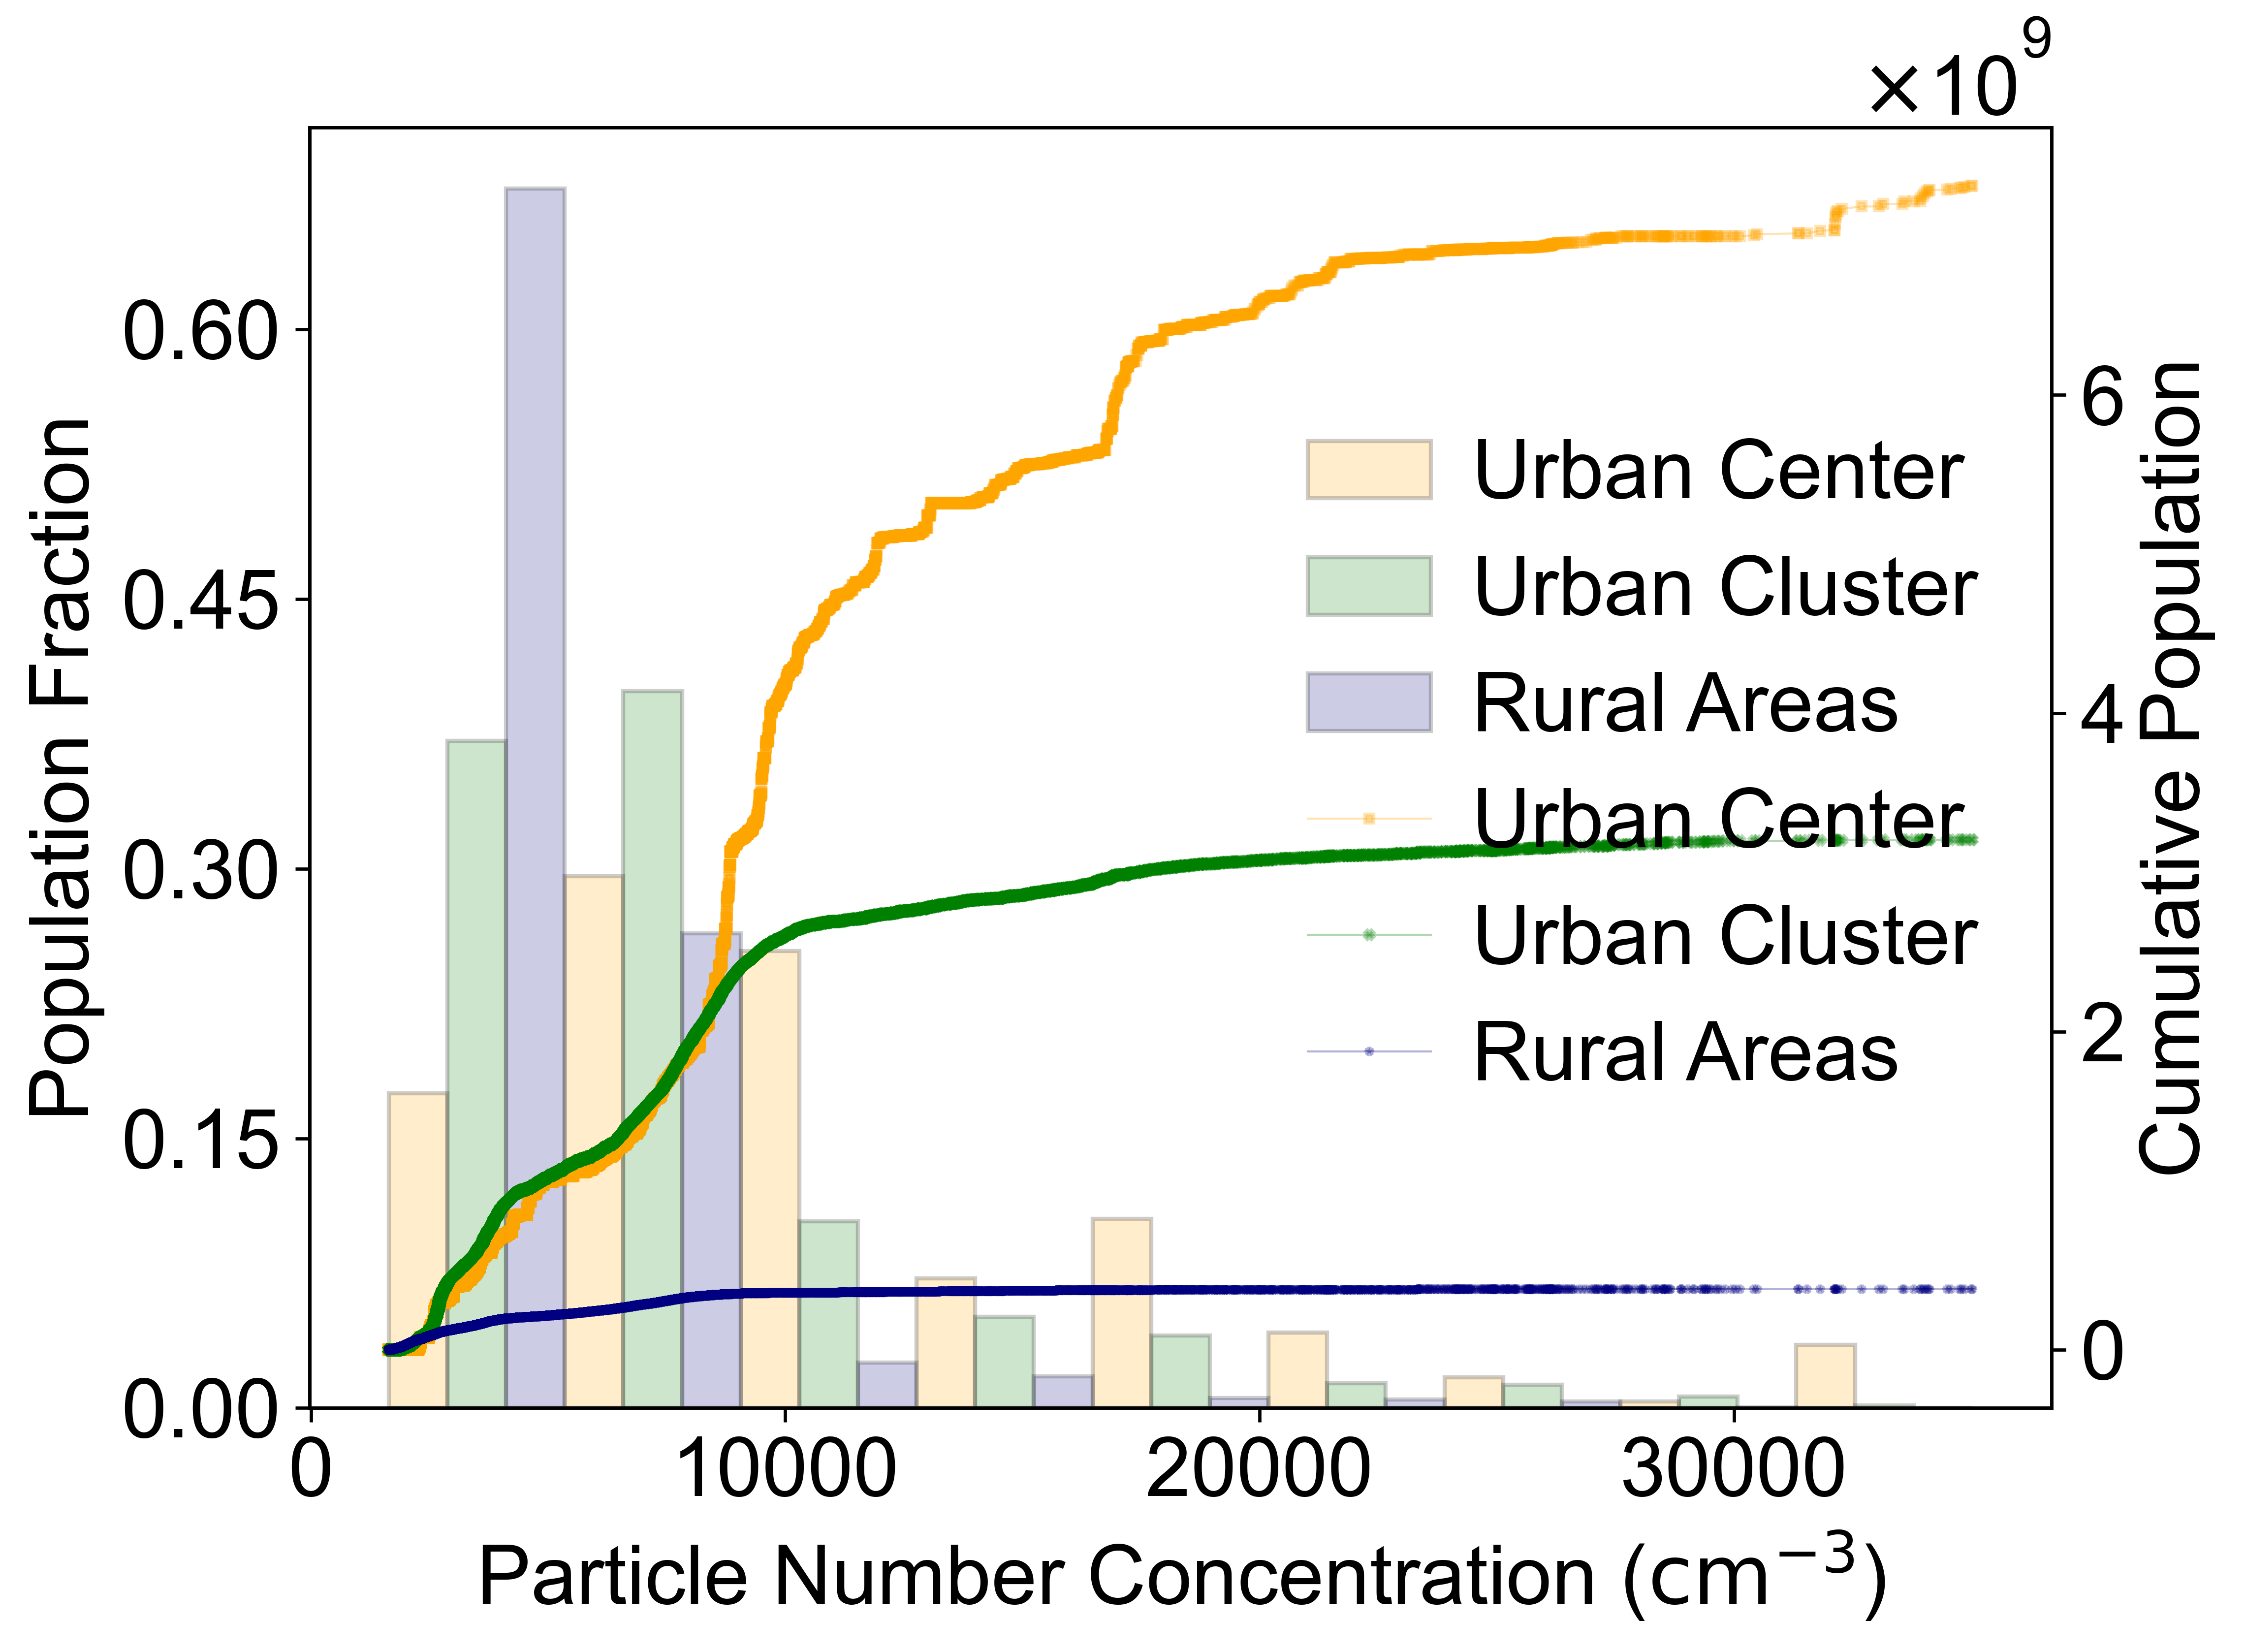 ×10⁹
0.60
0.45
0.30
0.15
0.00
Population Fraction
6
4
2
0
Cumulative Population
Urban Center
Urban Cluster
Rural Areas
Urban Center
Urban Cluster
Rural Areas
0 10000 20000 30000
Particle Number Concentration (cm⁻³)